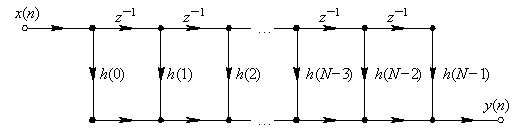 x(n) z⁻¹ z⁻¹ ... z⁻¹ z⁻¹
h(0) h(1) h(2) h(N−3) h(N−2) h(N−1)
... y(n)